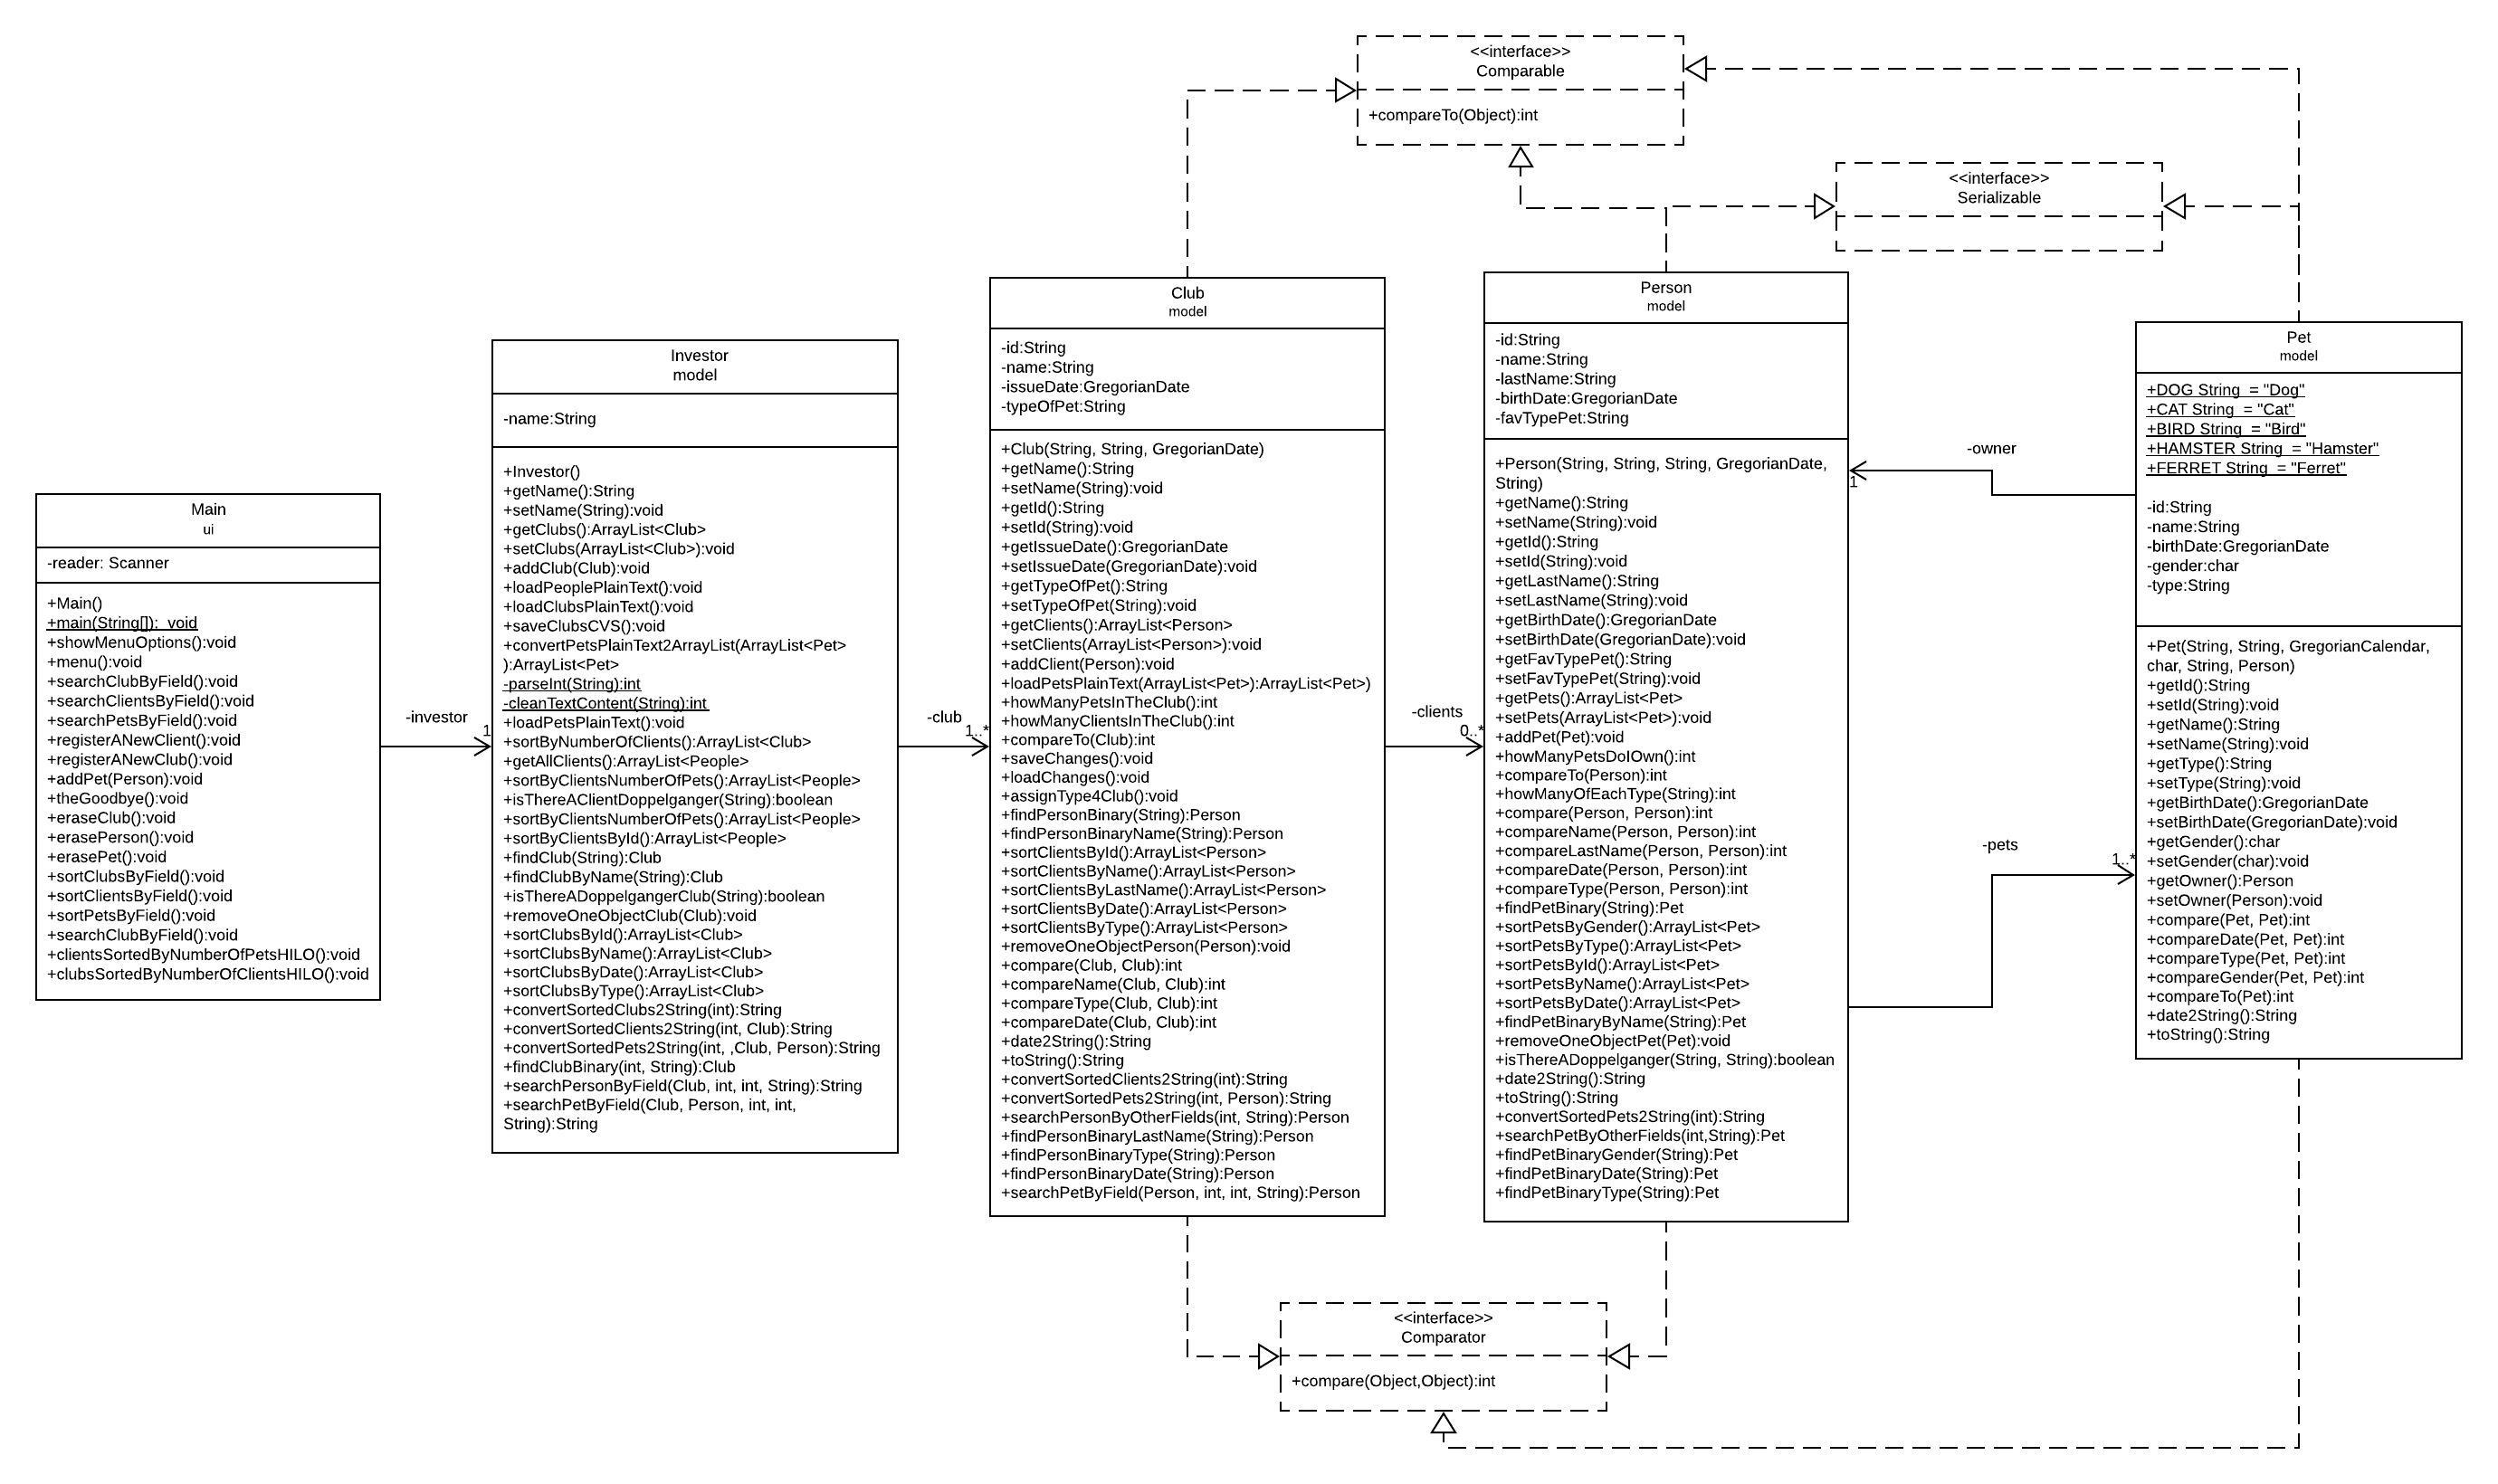 <<interface>>
Comparable
+compareTo(Object):int
<<interface>>
Serializable
Main
ui
-reader: Scanner
+Main()
+main(String[]):  void
+showMenuOptions():void
+menu():void
+searchClubByField():void
+searchClientsByField():void
+searchPetsByField():void
+registerANewClient():void
+registerANewClub():void
+addPet(Person):void
+theGoodbye():void
+eraseClub():void
+erasePerson():void
+erasePet():void
+sortClubsByField():void
+sortClientsByField():void
+sortPetsByField():void
+searchClubByField():void
+clientsSortedByNumberOfPetsHILO():void
+clubsSortedByNumberOfClientsHILO():void
-investor
1
Investor
model
-name:String
+Investor()
+getName():String
+setName(String):void
+getClubs():ArrayList<Club>
+setClubs(ArrayList<Club>):void
+addClub(Club):void
+loadPeoplePlainText():void
+loadClubsPlainText():void
+saveClubsCVS():void
+convertPetsPlainText2ArrayList(ArrayList<Pet>
):ArrayList<Pet>
-parseInt(String):int
-cleanTextContent(String):int
+loadPetsPlainText():void
+sortByNumberOfClients():ArrayList<Club>
+getAllClients():ArrayList<People>
+sortByClientsNumberOfPets():ArrayList<People>
+isThereAClientDoppelganger(String):boolean
+sortByClientsNumberOfPets():ArrayList<People>
+sortByClientsById():ArrayList<People>
+findClub(String):Club
+findClubByName(String):Club
+isThereADoppelgangerClub(String):boolean
+removeOneObjectClub(Club):void
+sortClubsById():ArrayList<Club>
+sortClubsByName():ArrayList<Club>
+sortClubsByDate():ArrayList<Club>
+sortClubsByType():ArrayList<Club>
+convertSortedClubs2String(int):String
+convertSortedClients2String(int, Club):String
+convertSortedPets2String(int, ,Club, Person):String
+findClubBinary(int, String):Club
+searchPersonByField(Club, int, int, String):String
+searchPetByField(Club, Person, int, int,
String):String
-club
1..*
Club
model
-id:String
-name:String
-issueDate:GregorianDate
-typeOfPet:String
+Club(String, String, GregorianDate)
+getName():String
+setName(String):void
+getId():String
+setId(String):void
+getIssueDate():GregorianDate
+setIssueDate(GregorianDate):void
+getTypeOfPet():String
+setTypeOfPet(String):void
+getClients():ArrayList<Person>
+setClients(ArrayList<Person>):void
+addClient(Person):void
+loadPetsPlainText(ArrayList<Pet>):ArrayList<Pet>)
+howManyPetsInTheClub():int
+howManyClientsInTheClub():int
+compareTo(Club):int
+saveChanges():void
+loadChanges():void
+assignType4Club():void
+findPersonBinary(String):Person
+findPersonBinaryName(String):Person
+sortClientsById():ArrayList<Person>
+sortClientsByName():ArrayList<Person>
+sortClientsByLastName():ArrayList<Person>
+sortClientsByDate():ArrayList<Person>
+sortClientsByType():ArrayList<Person>
+removeOneObjectPerson(Person):void
+compare(Club, Club):int
+compareName(Club, Club):int
+compareType(Club, Club):int
+compareDate(Club, Club):int
+date2String():String
+toString():String
+convertSortedClients2String(int):String
+convertSortedPets2String(int, Person):String
+searchPersonByOtherFields(int, String):Person
+findPersonBinaryLastName(String):Person
+findPersonBinaryType(String):Person
+findPersonBinaryDate(String):Person
+searchPetByField(Person, int, int, String):Person
-clients
0..*
Person
model
-id:String
-name:String
-lastName:String
-birthDate:GregorianDate
-favTypePet:String
+Person(String, String, String, GregorianDate,
String)
+getName():String
+setName(String):void
+getId():String
+setId(String):void
+getLastName():String
+setLastName(String):void
+getBirthDate():GregorianDate
+setBirthDate(GregorianDate):void
+getFavTypePet():String
+setFavTypePet(String):void
+getPets():ArrayList<Pet>
+setPets(ArrayList<Pet>):void
+addPet(Pet):void
+howManyPetsDoIOwn():int
+compareTo(Person):int
+howManyOfEachType(String):int
+compare(Person, Person):int
+compareName(Person, Person):int
+compareLastName(Person, Person):int
+compareDate(Person, Person):int
+compareType(Person, Person):int
+findPetBinary(String):Pet
+sortPetsByGender():ArrayList<Pet>
+sortPetsByType():ArrayList<Pet>
+sortPetsById():ArrayList<Pet>
+sortPetsByName():ArrayList<Pet>
+sortPetsByDate():ArrayList<Pet>
+findPetBinaryByName(String):Pet
+removeOneObjectPet(Pet):void
+isThereADoppelganger(String, String):boolean
+date2String():String
+toString():String
+convertSortedPets2String(int):String
+searchPetByOtherFields(int,String):Pet
+findPetBinaryGender(String):Pet
+findPetBinaryDate(String):Pet
+findPetBinaryType(String):Pet
-owner
1
-pets
1..*
Pet
model
+DOG String  = "Dog"
+CAT String  = "Cat"
+BIRD String  = "Bird"
+HAMSTER String  = "Hamster"
+FERRET String  = "Ferret"
-id:String
-name:String
-birthDate:GregorianDate
-gender:char
-type:String
+Pet(String, String, GregorianCalendar,
char, String, Person)
+getId():String
+setId(String):void
+getName():String
+setName(String):void
+getType():String
+setType(String):void
+getBirthDate():GregorianDate
+setBirthDate(GregorianDate):void
+getGender():char
+setGender(char):void
+getOwner():Person
+setOwner(Person):void
+compare(Pet, Pet):int
+compareDate(Pet, Pet):int
+compareType(Pet, Pet):int
+compareGender(Pet, Pet):int
+compareTo(Pet):int
+date2String():String
+toString():String
<<interface>>
Comparator
+compare(Object,Object):int